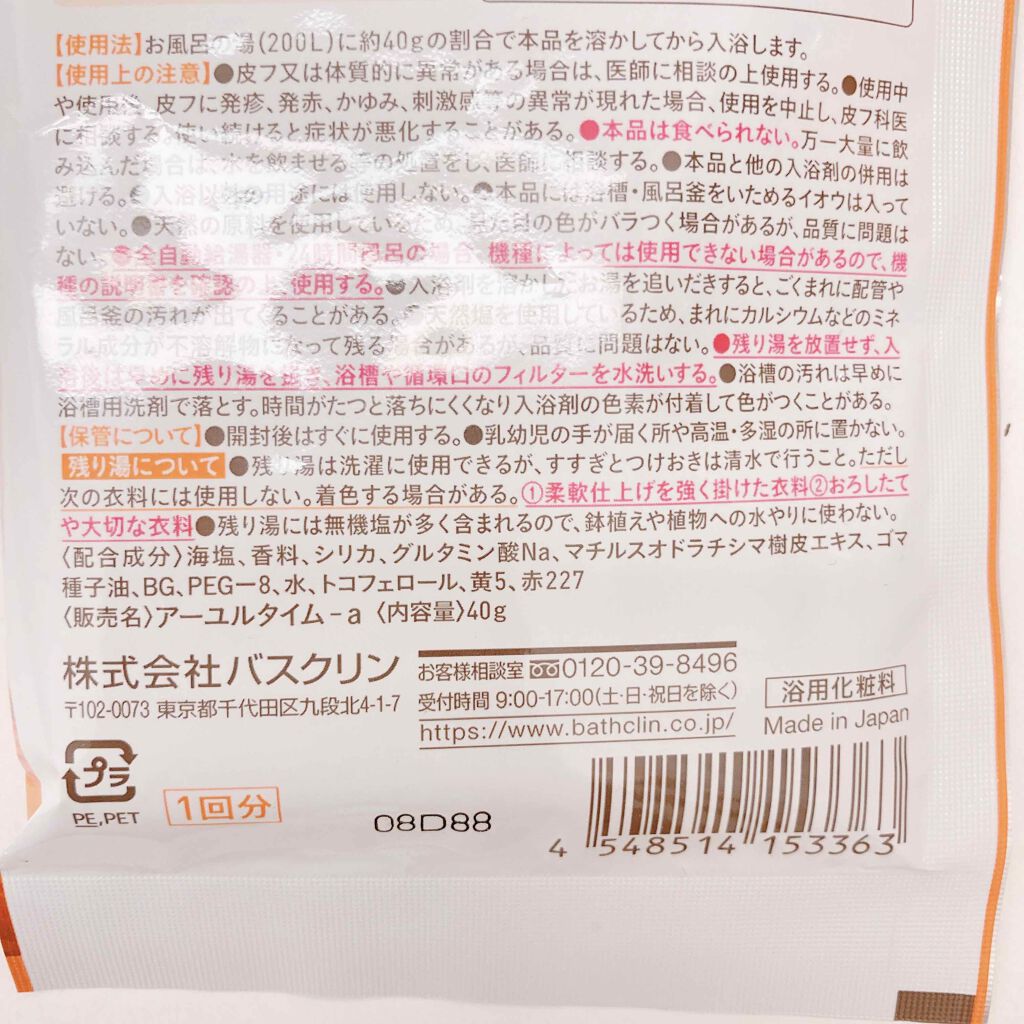 【使用法】お風呂の湯(200L)に約40gの割合で本品を溶かしてから入浴します。
【使用上の注意】●皮フ又は体質的に異常がある場合は、医師に相談の上使用する。●使用中
や使用後、皮フに発疹、発赤、かゆみ、刺激感等の異常が現れた場合、使用を中止し、皮フ科医
に相談する。使い続けると症状が悪化することがある。●本品は食べられない。万一大量に飲
み込んだ場合は、水を飲ませる等の処置をし、医師に相談する。●本品と他の入浴剤の併用は
避ける。●入浴以外の用途には使用しない。●本品には浴槽・風呂釜をいためるイオウは入って
いない。●天然の原料を使用しているため、見た目の色がバラつく場合があるが、品質に問題は
ない。●全自動給湯器・24時間風呂の場合、機種によっては使用できない場合があるので、機
種の説明書を確認の上、使用する。●入浴剤を溶かしたお湯を追いだきすると、ごくまれに配管や
風呂釜の汚れが出てくることがある。●天然塩を使用しているため、まれにカルシウムなどのミネ
ラル成分が不溶解物になって残る場合があるが、品質に問題はない。●残り湯を放置せず、入
浴後は早めに残り湯を抜き、浴槽や循環口のフィルターを水洗いする。●浴槽の汚れは早めに
浴槽用洗剤で落とす。時間がたつと落ちにくくなり入浴剤の色素が付着して色がつくことがある。
【保管について】●開封後はすぐに使用する。●乳幼児の手が届く所や高温・多湿の所に置かない。
残り湯について ●残り湯は洗濯に使用できるが、すすぎとつけおきは清水で行うこと。ただし
次の衣料には使用しない。着色する場合がある。①柔軟仕上げを強く掛けた衣料②おろしたて
や大切な衣料●残り湯には無機塩が多く含まれるので、鉢植えや植物への水やりに使わない。
〈配合成分〉海塩、香料、シリカ、グルタミン酸Na、マチルスオドラチシマ樹皮エキス、ゴマ
種子油、BG、PEGー8、水、トコフェロール、黄5、赤227
〈販売名〉アーユルタイム-a 〈内容量〉40g
株式会社バスクリン
〒102-0073 東京都千代田区九段北4-1-7
お客様相談室 0120-39-8496
受付時間 9:00-17:00(土・日・祝日を除く)
https://www.bathclin.co.jp/
浴用化粧料
Made in Japan
プラ
PE,PET
1回分
08D88
4 548514 153363